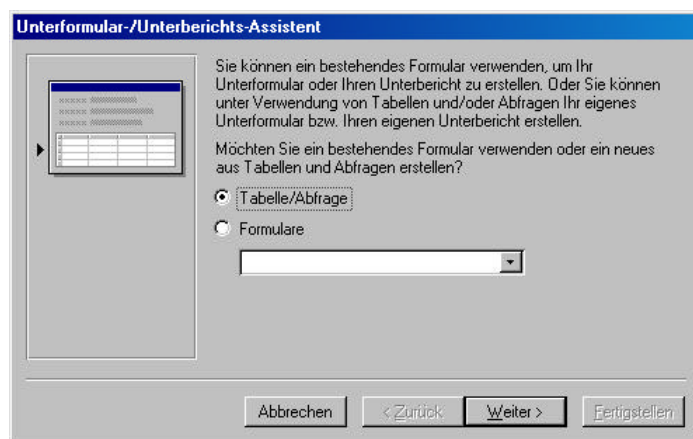 Unterformular-/Unterberichts-Assistent
Sie können ein bestehendes Formular verwenden, um Ihr
Unterformular oder Ihren Unterbericht zu erstellen. Oder Sie können
unter Verwendung von Tabellen und/oder Abfragen Ihr eigenes
Unterformular bzw. Ihren eigenen Unterbericht erstellen.
Möchten Sie ein bestehendes Formular verwenden oder ein neues
aus Tabellen und Abfragen erstellen?
Tabelle/Abfrage
Formulare
Abbrechen < Zurück Weiter > Fertigstellen